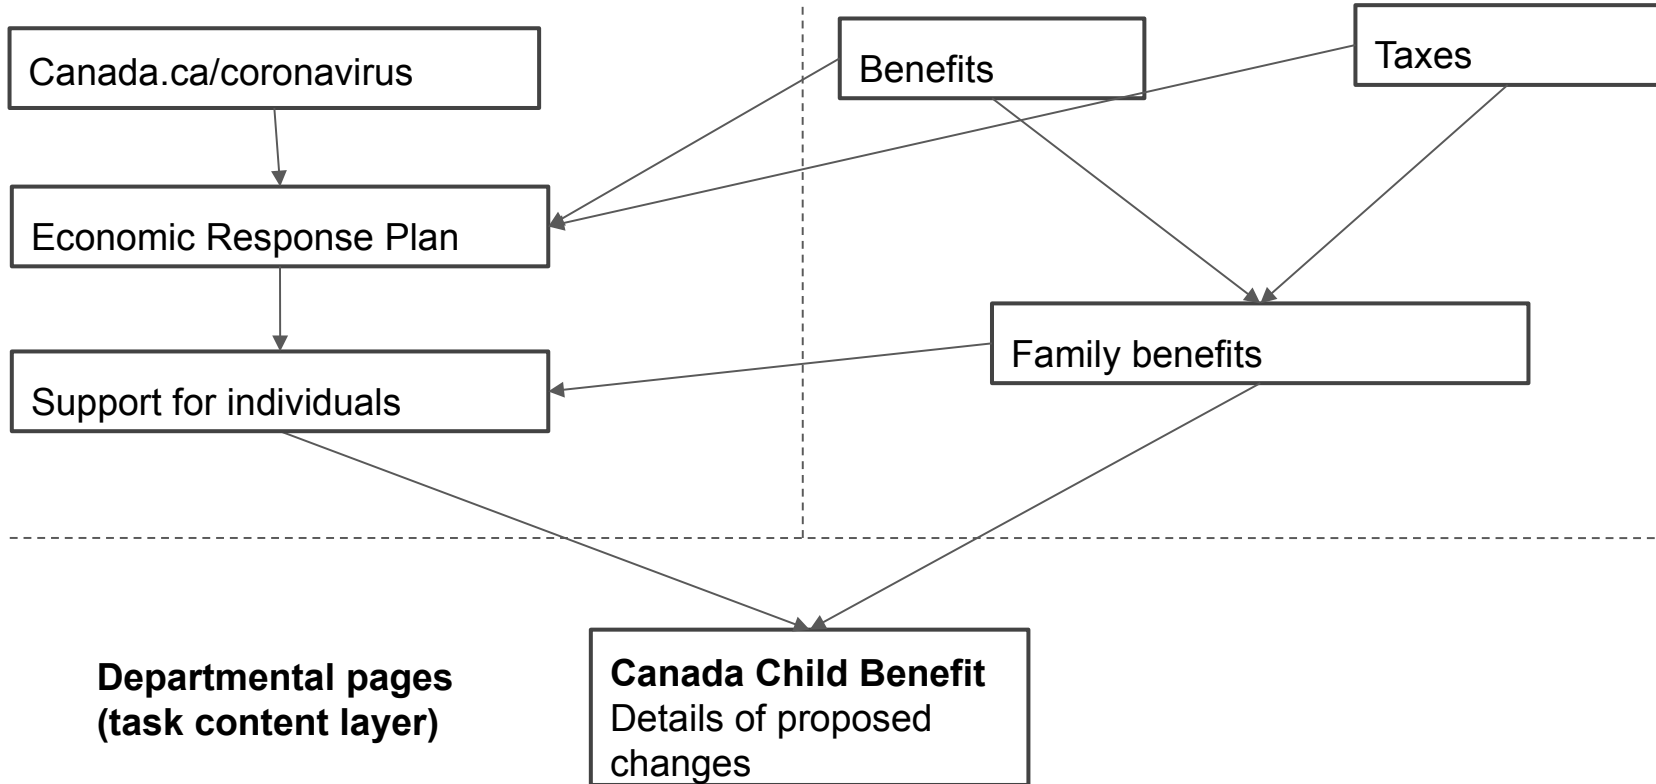 Canada.ca/coronavirus
Benefits
Taxes
Economic Response Plan
Family benefits
Support for individuals
Departmental pages
(task content layer)
Canada Child Benefit
Details of proposed
changes